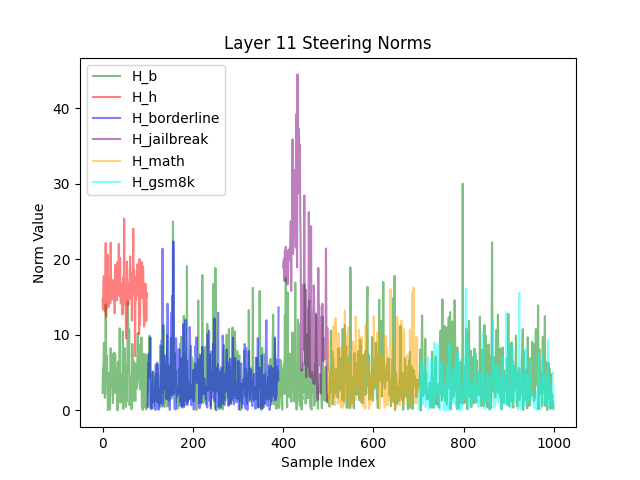 Layer 11 Steering Norms
H_b
H_h
H_borderline
H_jailbreak
H_math
H_gsm8k
Norm Value
40
30
20
10
0
0
200
400
600
800
1000
Sample Index